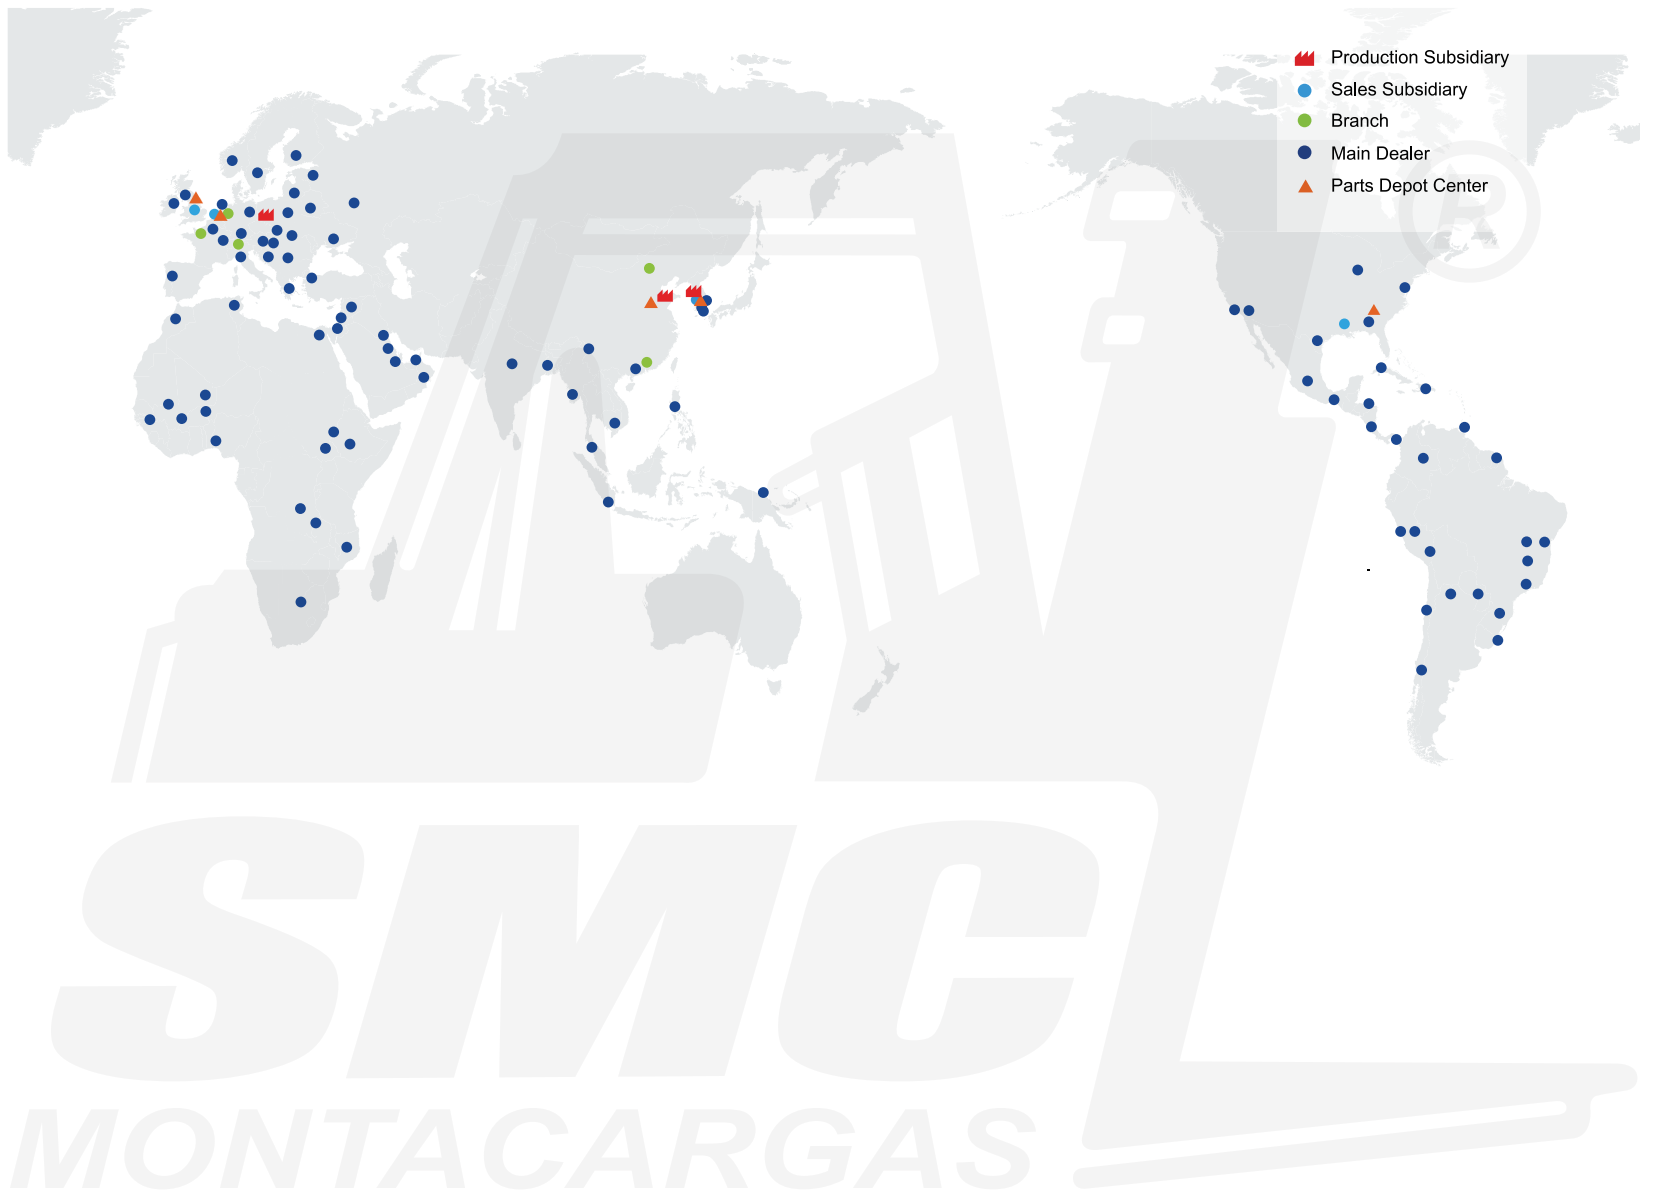 Production Subsidiary
Sales Subsidiary
Branch
Main Dealer
Parts Depot Center
®
SMC
MONTACARGAS